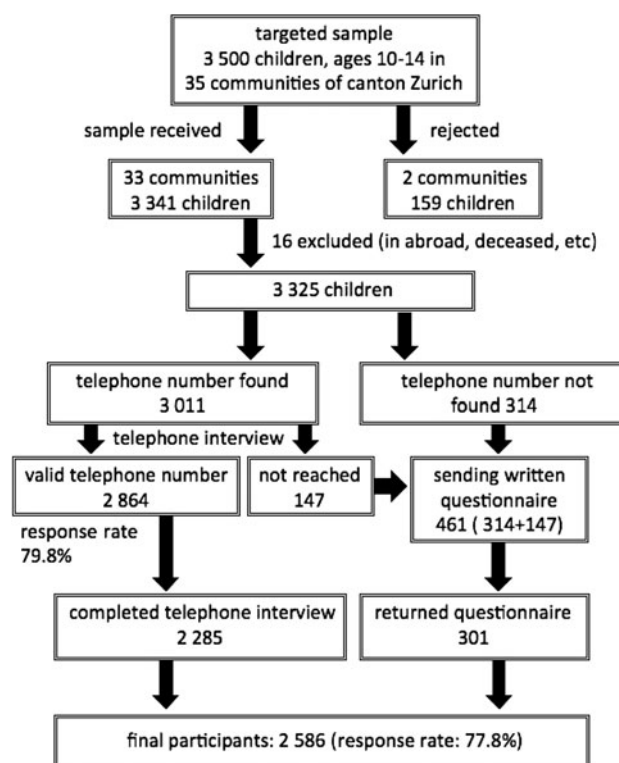 targeted sample
3 500 children, ages 10-14 in
35 communities of canton Zurich
sample received
rejected
33 communities
3 341 children
2 communities
159 children
16 excluded (in abroad, deceased, etc)
3 325 children
telephone number found
3 011
telephone number not
found 314
telephone interview
valid telephone number
2 864
not reached
147
sending written
questionnaire
461 ( 314+147)
response rate
79.8%
completed telephone interview
2 285
returned questionnaire
301
final participants: 2 586 (response rate: 77.8%)